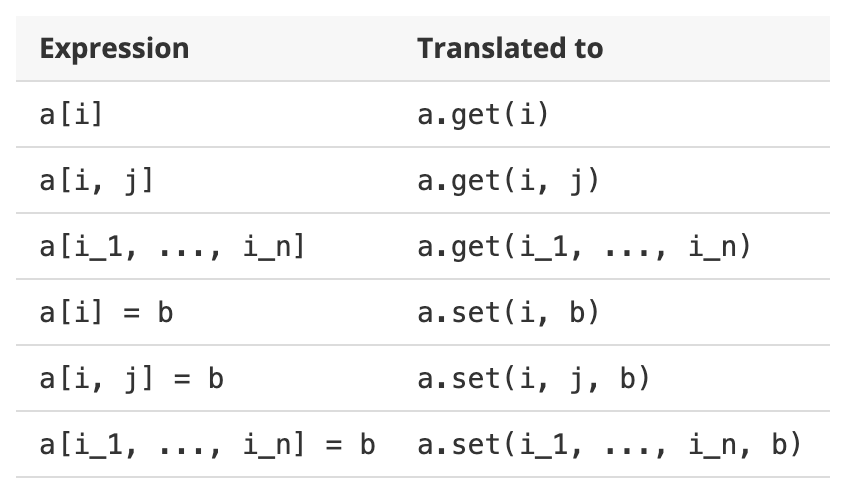 Expression Translated to
a[i] a.get(i)
a[i, j] a.get(i, j)
a[i_1, ..., i_n] a.get(i_1, ..., i_n)
a[i] = b a.set(i, b)
a[i, j] = b a.set(i, j, b)
a[i_1, ..., i_n] = b a.set(i_1, ..., i_n, b)